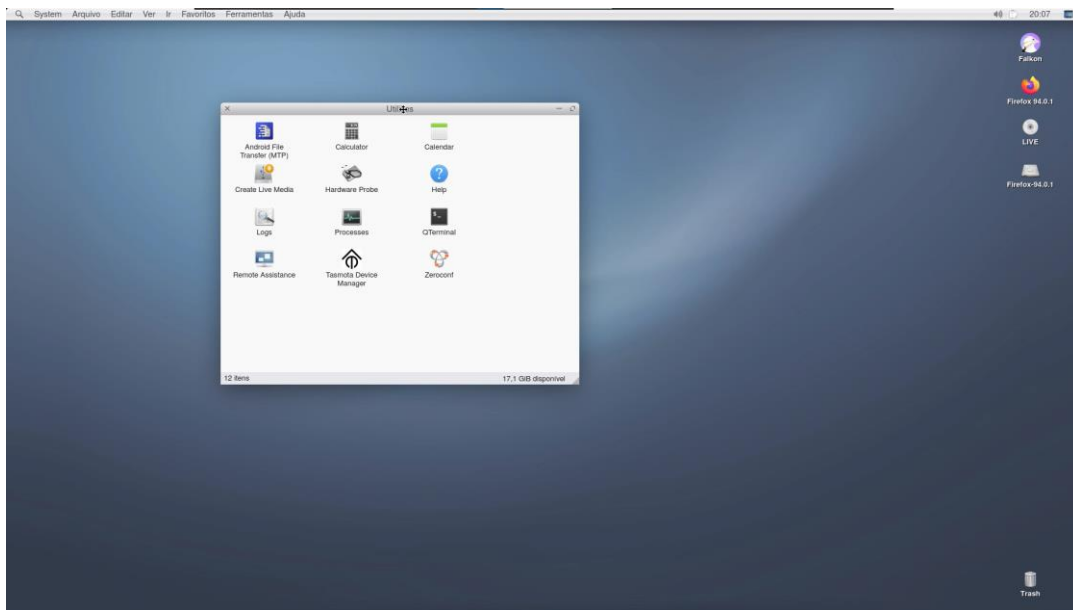 System Arquivo Editar Ver Ir Favoritos Ferramentas Ajuda 20:07
Falkon
Firefox 94.0.1
LIVE
Firefox-94.0.1
Utilities
Android File
Transfer (MTP)
Calculator
Calendar
Create Live Media
Hardware Probe
Help
Logs
Processes
QTerminal
Remote Assistance
Tasmota Device
Manager
Zeroconf
12 itens 17,1 GiB disponível
Trash